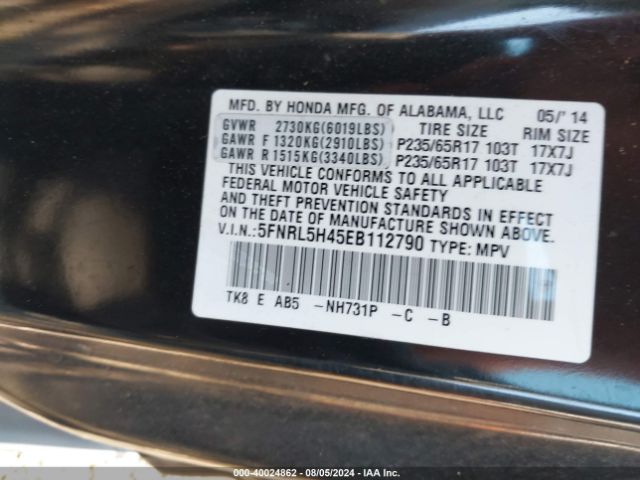 MFD. BY HONDA MFG. OF ALABAMA, LLC 05/'14
GVWR 2730KG(6019LBS) TIRE SIZE RIM SIZE
GAWR F 1320KG(2910LBS) P235/65R17 103T 17X7J
GAWR R 1515KG(3340LBS) P235/65R17 103T 17X7J
THIS VEHICLE CONFORMS TO ALL APPLICABLE
FEDERAL MOTOR VEHICLE SAFETY
AND THEFT PREVENTION STANDARDS IN EFFECT
ON THE DATE OF MANUFACTURE SHOWN ABOVE.
V.I.N.: 5FNRL5H45EB112790 TYPE: MPV
TK8 E AB5 -NH731P -C -B
000-40024862 - 08/05/2024 - IAA Inc.